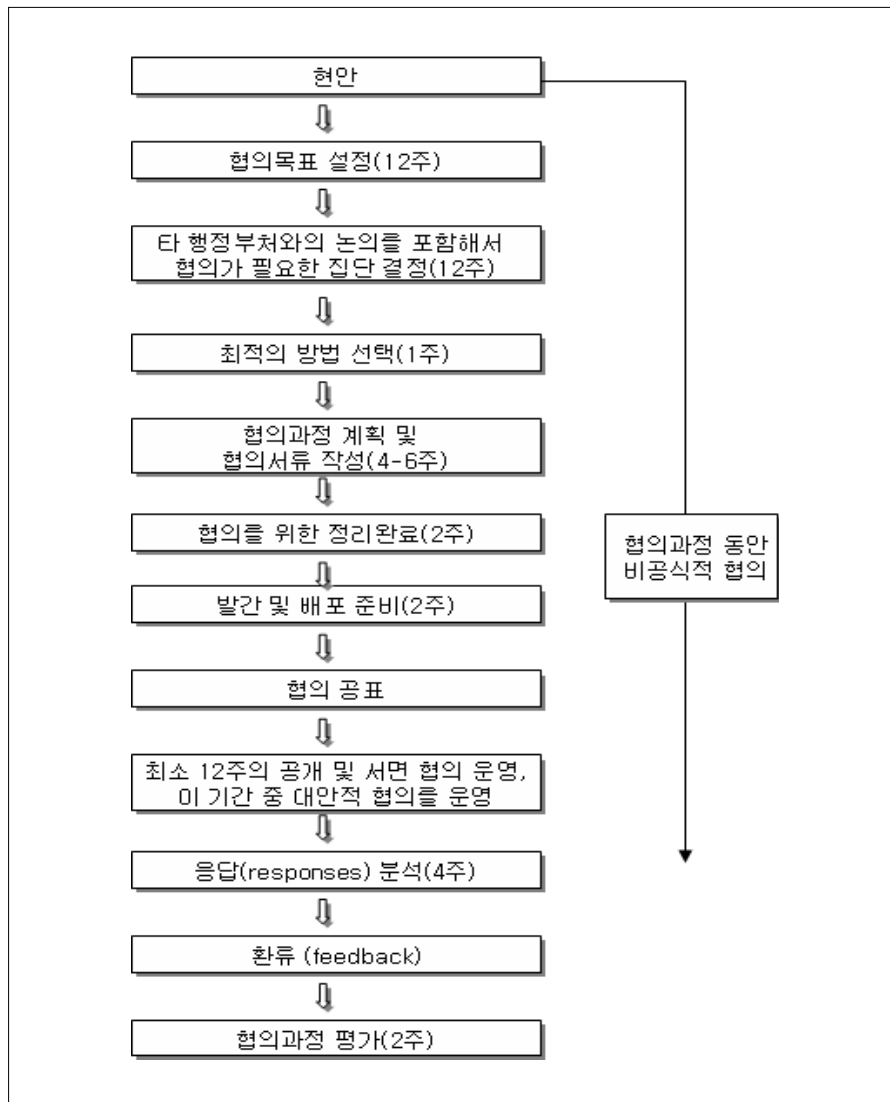 현안
협의목표 설정(12주)
타 행정부처와의 논의를 포함해서
협의가 필요한 집단 결정(12주)
최적의 방법 선택(1주)
협의과정 계획 및
협의서류 작성(4-6주)
협의를 위한 정리완료(2주)
협의과정 동안
비공식적 협의
발간 및 배포 준비(2주)
협의 공표
최소 12주의 공개 및 서면 협의 운영,
이 기간 중 대안적 협의를 운영
응답(responses) 분석(4주)
환류 (feedback)
협의과정 평가(2주)